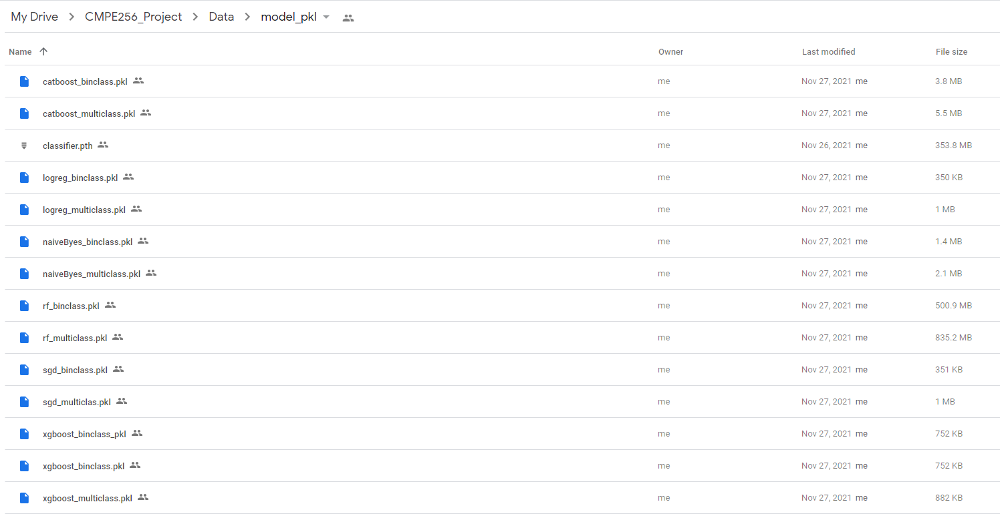 My Drive > CMPE256_Project > Data > model_pkl
Name Owner Last modified File size
catboost_binclass.pkl me Nov 27, 2021 me 3.8 MB
catboost_multiclass.pkl me Nov 27, 2021 me 5.5 MB
classifier.pth me Nov 26, 2021 me 353.8 MB
logreg_binclass.pkl me Nov 27, 2021 me 350 KB
logreg_multiclass.pkl me Nov 27, 2021 me 1 MB
naiveByes_binclass.pkl me Nov 27, 2021 me 1.4 MB
naiveByes_multiclass.pkl me Nov 27, 2021 me 2.1 MB
rf_binclass.pkl me Nov 27, 2021 me 500.9 MB
rf_multiclass.pkl me Nov 27, 2021 me 835.2 MB
sgd_binclass.pkl me Nov 27, 2021 me 351 KB
sgd_multiclas.pkl me Nov 27, 2021 me 1 MB
xgboost_binclass_pkl me Nov 27, 2021 me 752 KB
xgboost_binclass.pkl me Nov 27, 2021 me 752 KB
xgboost_multiclass.pkl me Nov 27, 2021 me 882 KB